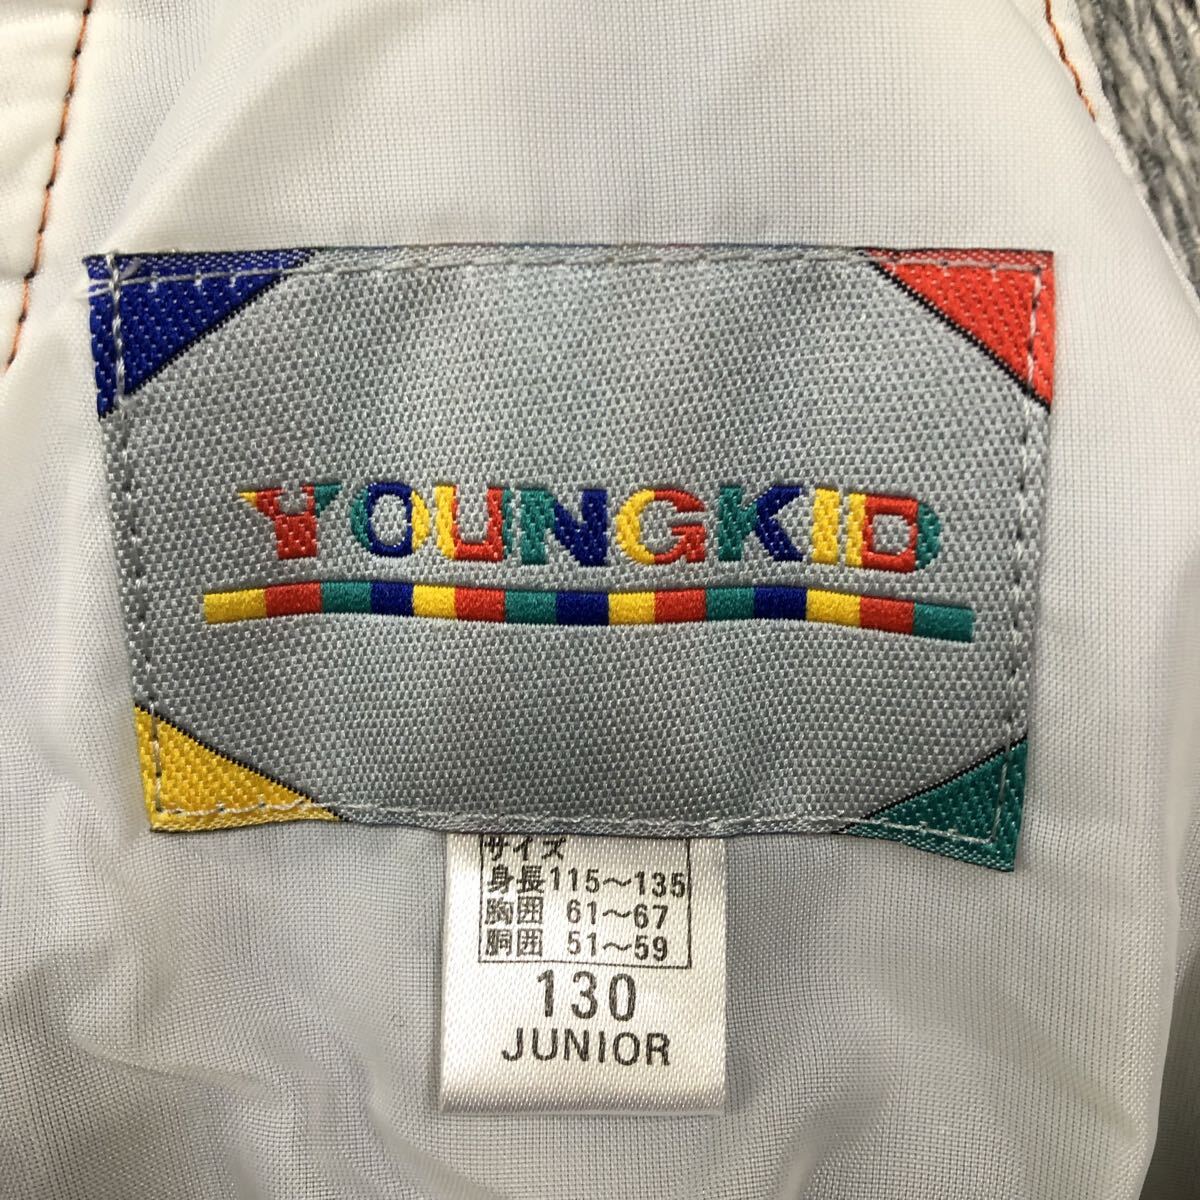 YOUNGKID
サイズ
身長115～135
胸囲 61～67
胴囲 51～59
130
JUNIOR